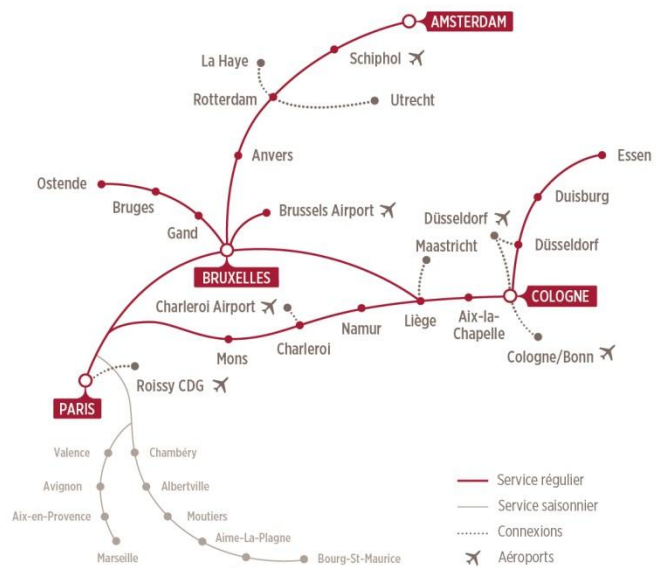 AMSTERDAM
La Haye
Schiphol
Rotterdam
Utrecht
Anvers
Essen
Ostende
Bruges
Brussels Airport
Duisburg
Gand
Düsseldorf
Maastricht
Düsseldorf
BRUXELLES
Charleroi Airport
COLOGNE
Namur
Liège
Aix-la-
Chapelle
Mons
Charleroi
Cologne/Bonn
Roissy CDG
PARIS
Valence
Chambéry
Avignon
Albertville
Aix-en-Provence
Moutiers
Marseille
Aime-La-Plagne
Bourg-St-Maurice
Service régulier
Service saisonnier
Connexions
Aéroports